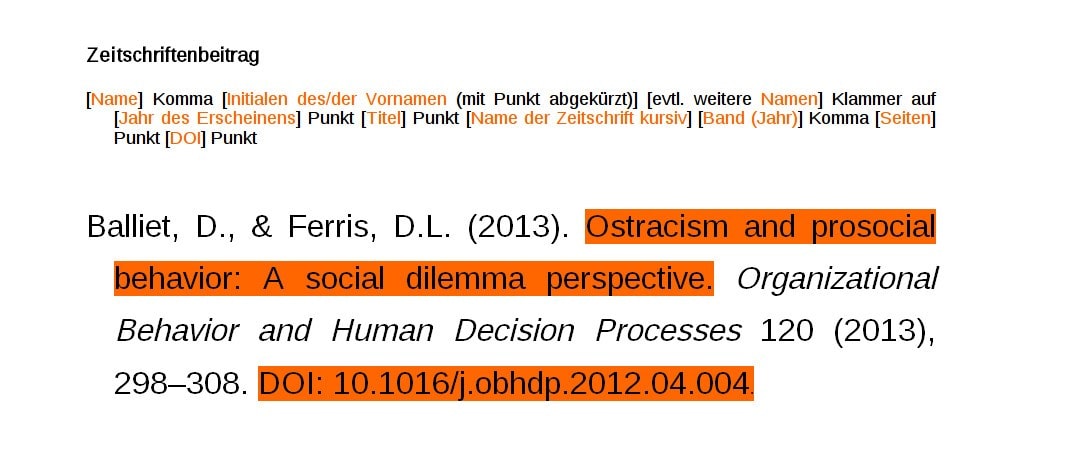 Zeitschriftenbeitrag
[Name] Komma [Initialen des/der Vornamen (mit Punkt abgekürzt)] [evtl. weitere Namen] Klammer auf
[Jahr des Erscheinens] Punkt [Titel] Punkt [Name der Zeitschrift kursiv] [Band (Jahr)] Komma [Seiten]
Punkt [DOI] Punkt
Balliet, D., & Ferris, D.L. (2013). Ostracism and prosocial
behavior: A social dilemma perspective. Organizational
Behavior and Human Decision Processes 120 (2013),
298–308. DOI: 10.1016/j.obhdp.2012.04.004.